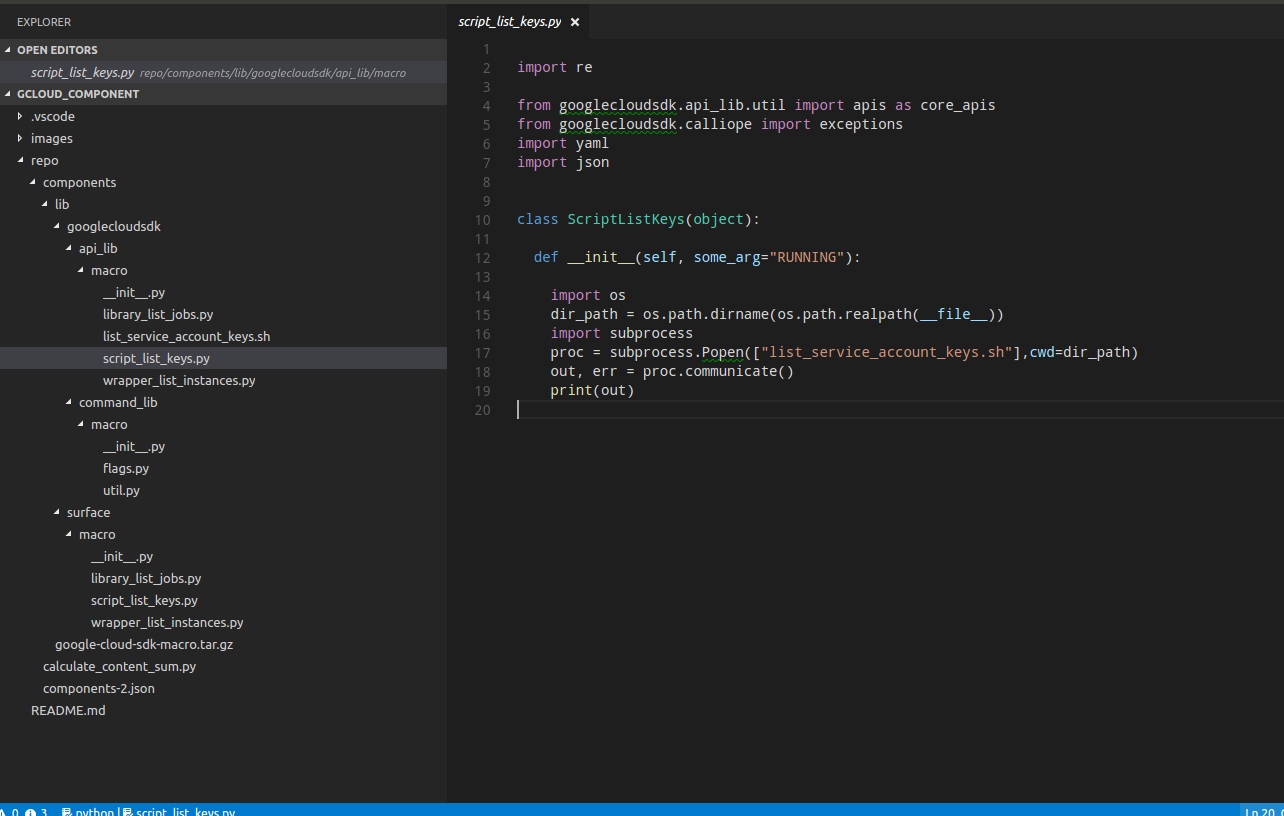 EXPLORER
OPEN EDITORS
script_list_keys.py repo/components/lib/googlecloudsdk/api_lib/macro
GCLOUD_COMPONENT
.vscode
images
repo
components
lib
googlecloudsdk
api_lib
macro
__init__.py
library_list_jobs.py
list_service_account_keys.sh
script_list_keys.py
wrapper_list_instances.py
command_lib
macro
__init__.py
flags.py
util.py
surface
macro
__init__.py
library_list_jobs.py
script_list_keys.py
wrapper_list_instances.py
google-cloud-sdk-macro.tar.gz
calculate_content_sum.py
components-2.json
README.md
script_list_keys.py ×
1
2 import re
3
4 from googlecloudsdk.api_lib.util import apis as core_apis
5 from googlecloudsdk.calliope import exceptions
6 import yaml
7 import json
8
9
10 class ScriptListKeys(object):
11
12 def __init__(self, some_arg="RUNNING"):
13
14 import os
15 dir_path = os.path.dirname(os.path.realpath(__file__))
16 import subprocess
17 proc = subprocess.Popen(["list_service_account_keys.sh"],cwd=dir_path)
18 out, err = proc.communicate()
19 print(out)
20
0 3 python | script_list_keys.py Ln 20,